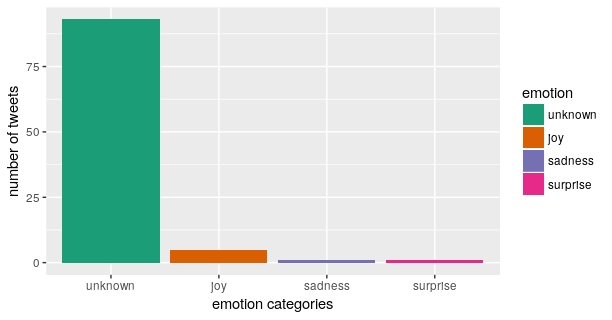 number of tweets
75
50
25
0
unknown joy sadness surprise
emotion categories
emotion
unknown
joy
sadness
surprise